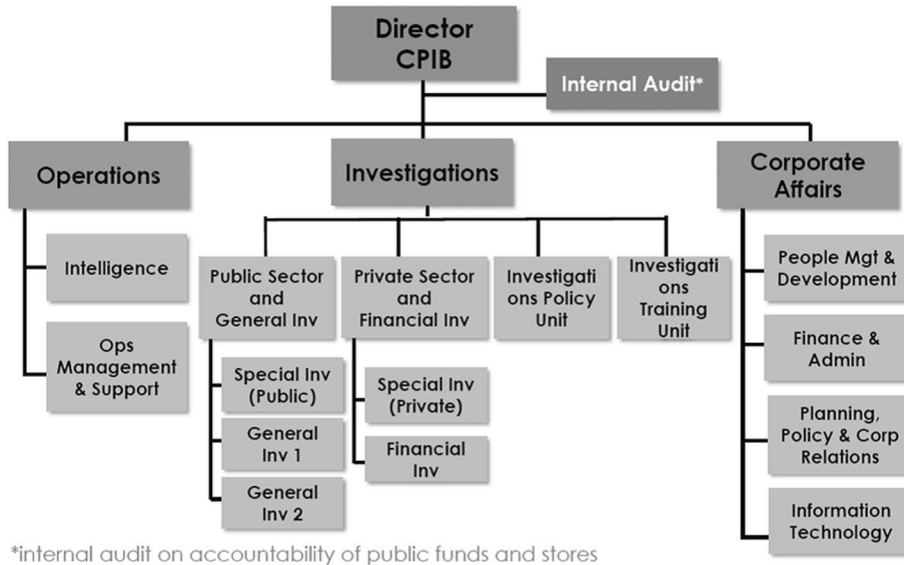 Director
CPIB
Internal Audit*
Operations
Investigations
Corporate
Affairs
Intelligence
Ops
Management
& Support
Public Sector
and
General Inv
Private Sector
and
Financial Inv
Investigati
ons Policy
Unit
Investigati
ons
Training
Unit
Special Inv
(Public)
General
Inv 1
General
Inv 2
Special Inv
(Private)
Financial
Inv
People Mgt &
Development
Finance &
Admin
Planning,
Policy & Corp
Relations
Information
Technology
*internal audit on accountability of public funds and stores